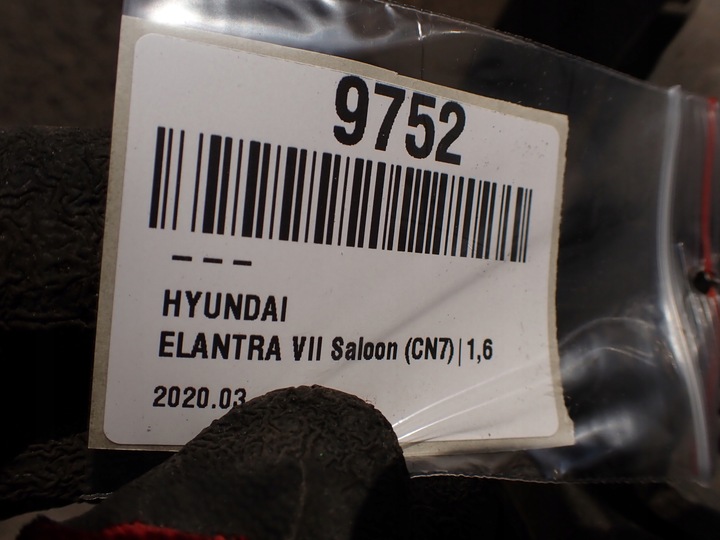 9752
---
HYUNDAI
ELANTRA VII Saloon (CN7)|1,6
2020.03